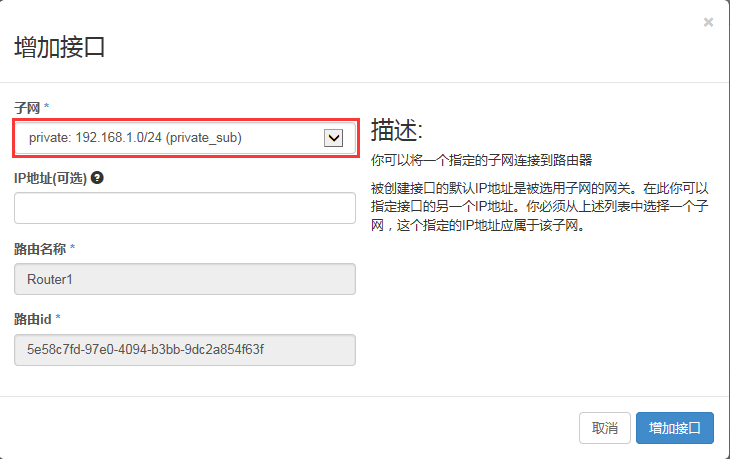 ×
增加接口
子网 *
private: 192.168.1.0/24 (private_sub)
IP地址(可选) ?
路由名称 *
Router1
路由id *
5e58c7fd-97e0-4094-b3bb-9dc2a854f63f
描述:
你可以将一个指定的子网连接到路由器
被创建接口的默认IP地址是被选用子网的网关。在此你可以
指定接口的另一个IP地址。你必须从上述列表中选择一个子
网，这个指定的IP地址应属于该子网。
取消
增加接口